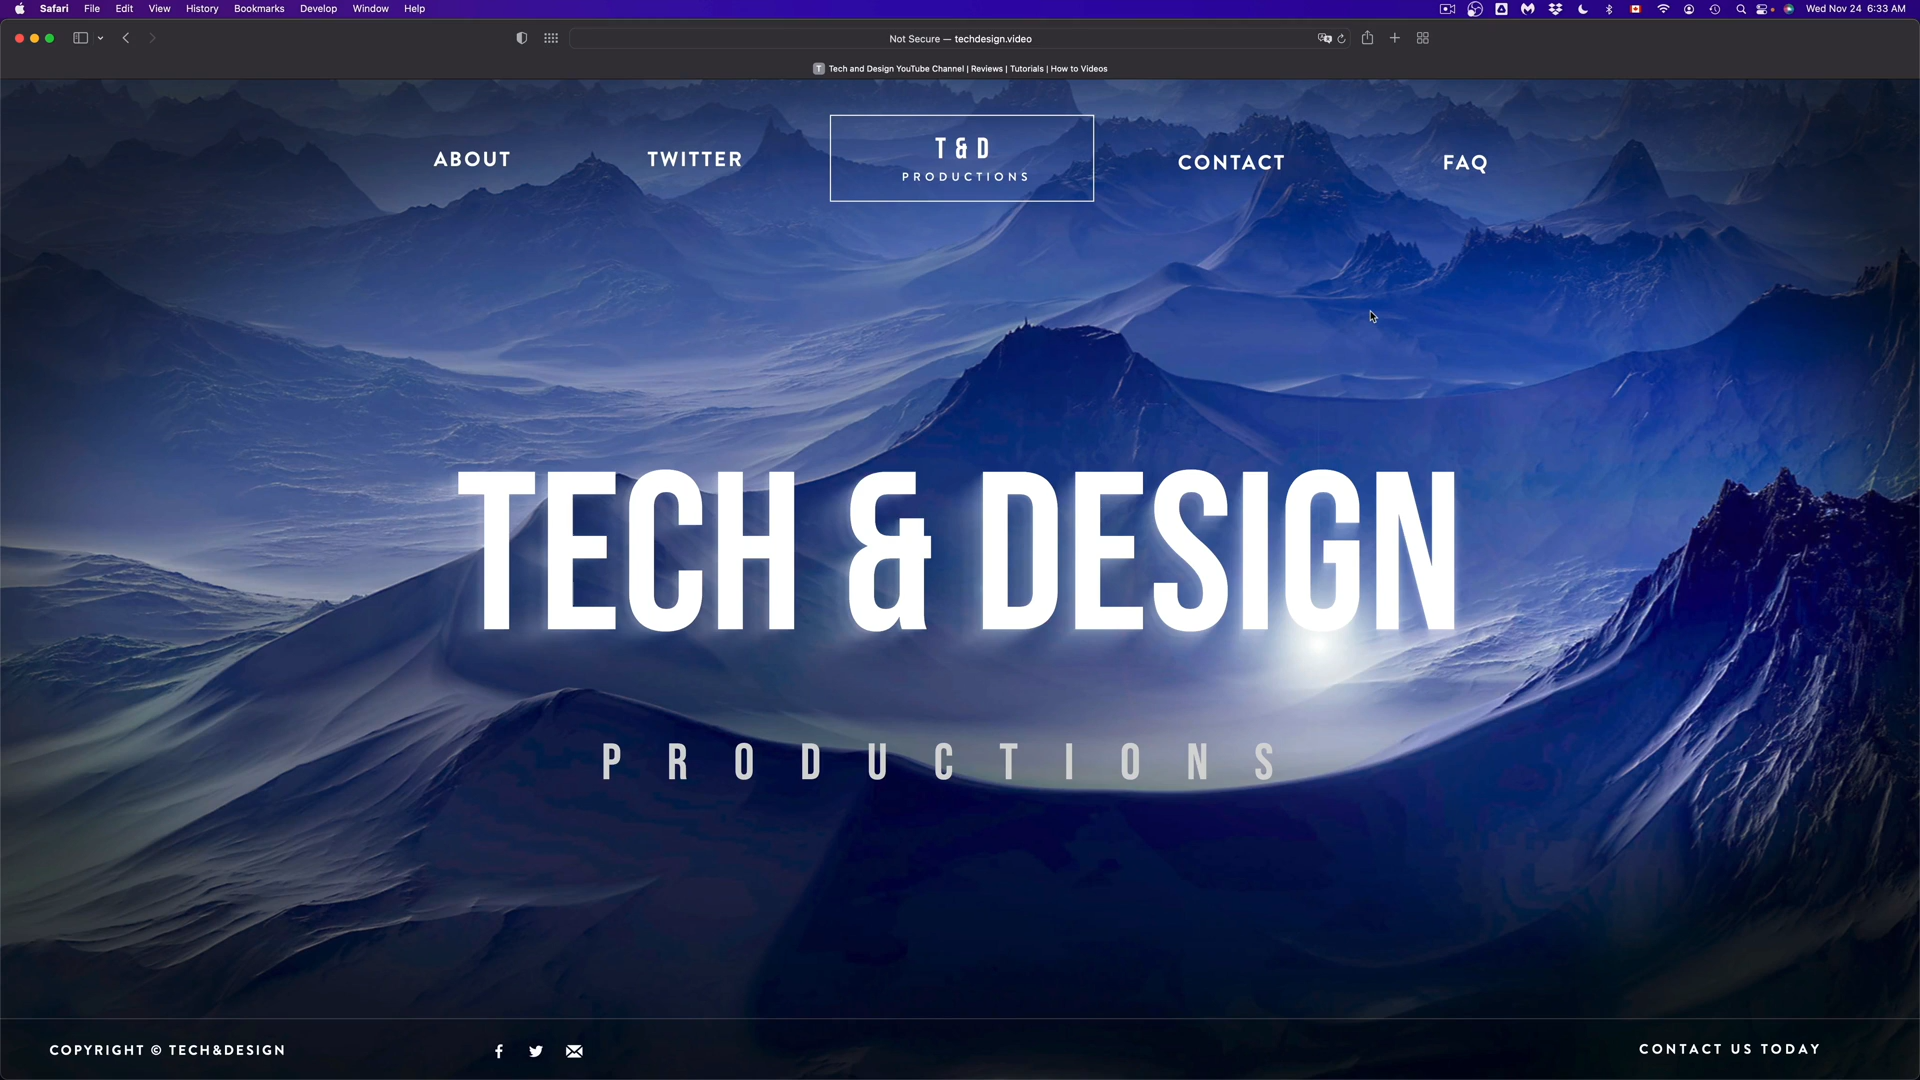 Safari File Edit View History Bookmarks Develop Window Help
Wed Nov 24 6:33 AM
Not Secure — techdesign.video
T Tech and Design YouTube Channel | Reviews | Tutorials | How to Videos
ABOUT
TWITTER
T & D
PRODUCTIONS
CONTACT
FAQ
TECH & DESIGN
PRODUCTIONS
COPYRIGHT © TECH&DESIGN
CONTACT US TODAY